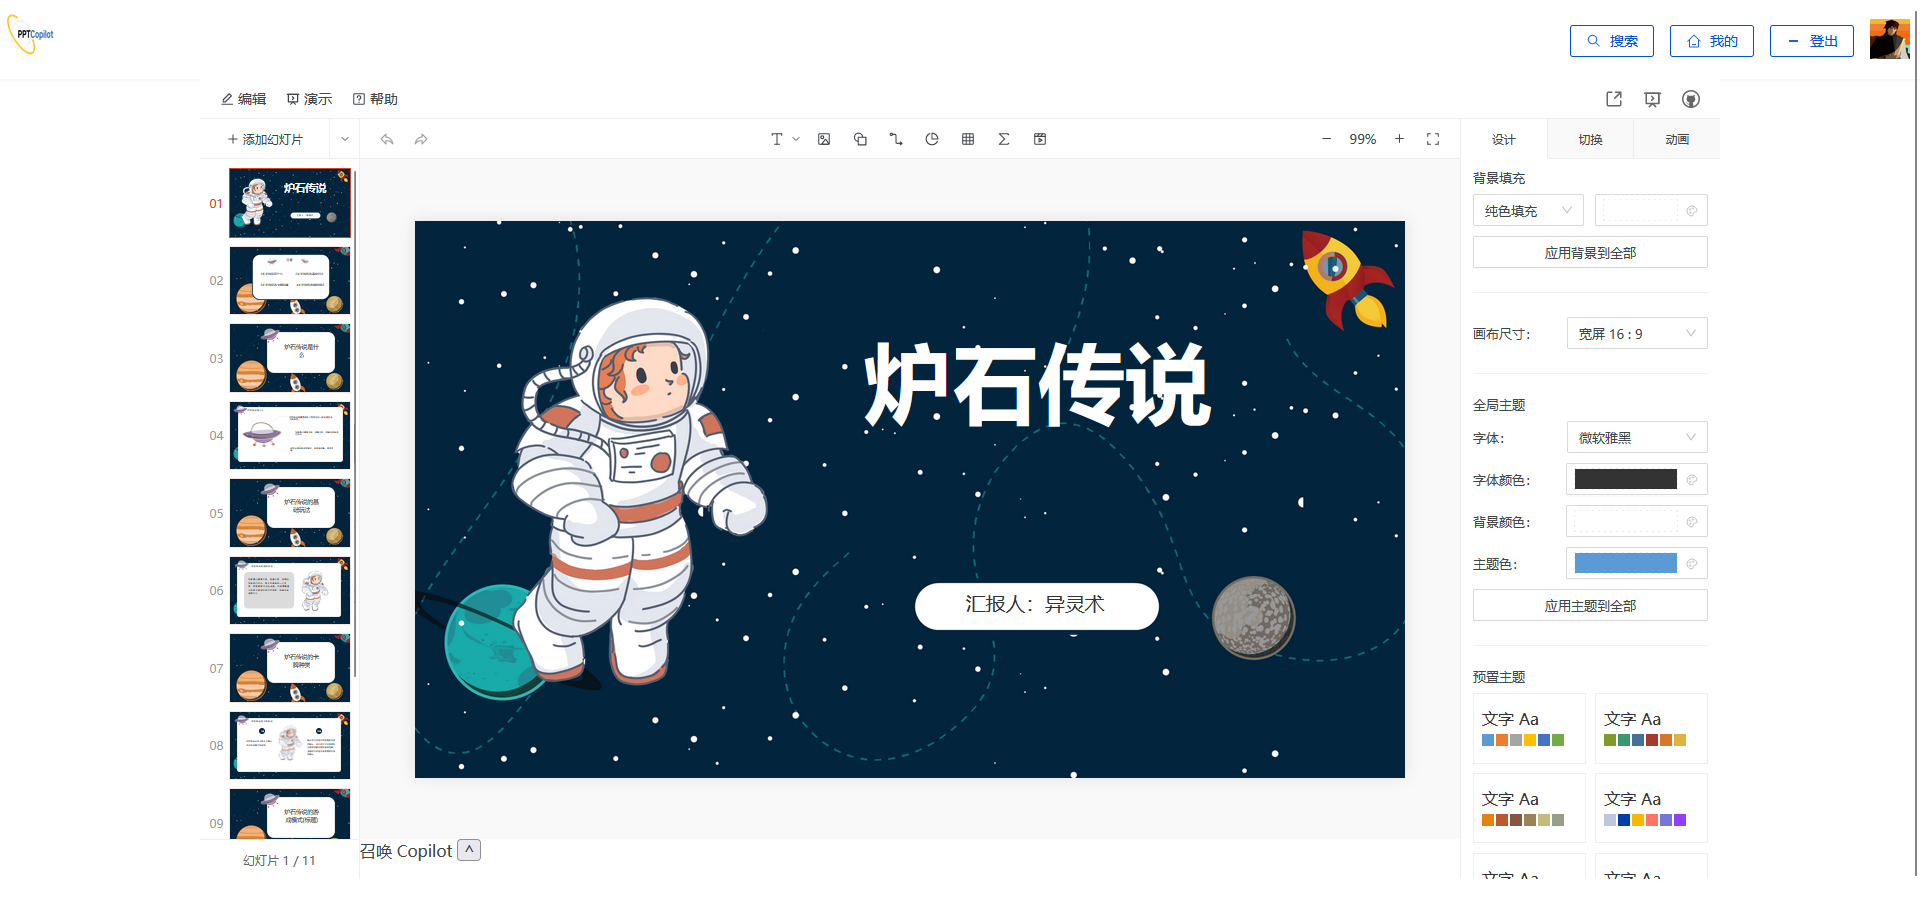 PPTCopilot
搜索
我的
登出
编辑
演示
帮助
添加幻灯片
99%
设计
切换
动画
01
炉石传说
02
03
炉石传说是什
么
04
05
炉石传说的基
础玩法
06
07
炉石传说的卡
牌种类
08
09
炉石传说的游
戏模式(标题)
幻灯片 1 / 11
炉石传说
汇报人：异灵术
召唤 Copilot ^
背景填充
纯色填充
应用背景到全部
画布尺寸：
宽屏 16 : 9
全局主题
字体：
微软雅黑
字体颜色：
背景颜色：
主题色：
应用主题到全部
预置主题
文字 Aa
文字 Aa
文字 Aa
文字 Aa
文字 Aa
文字 Aa